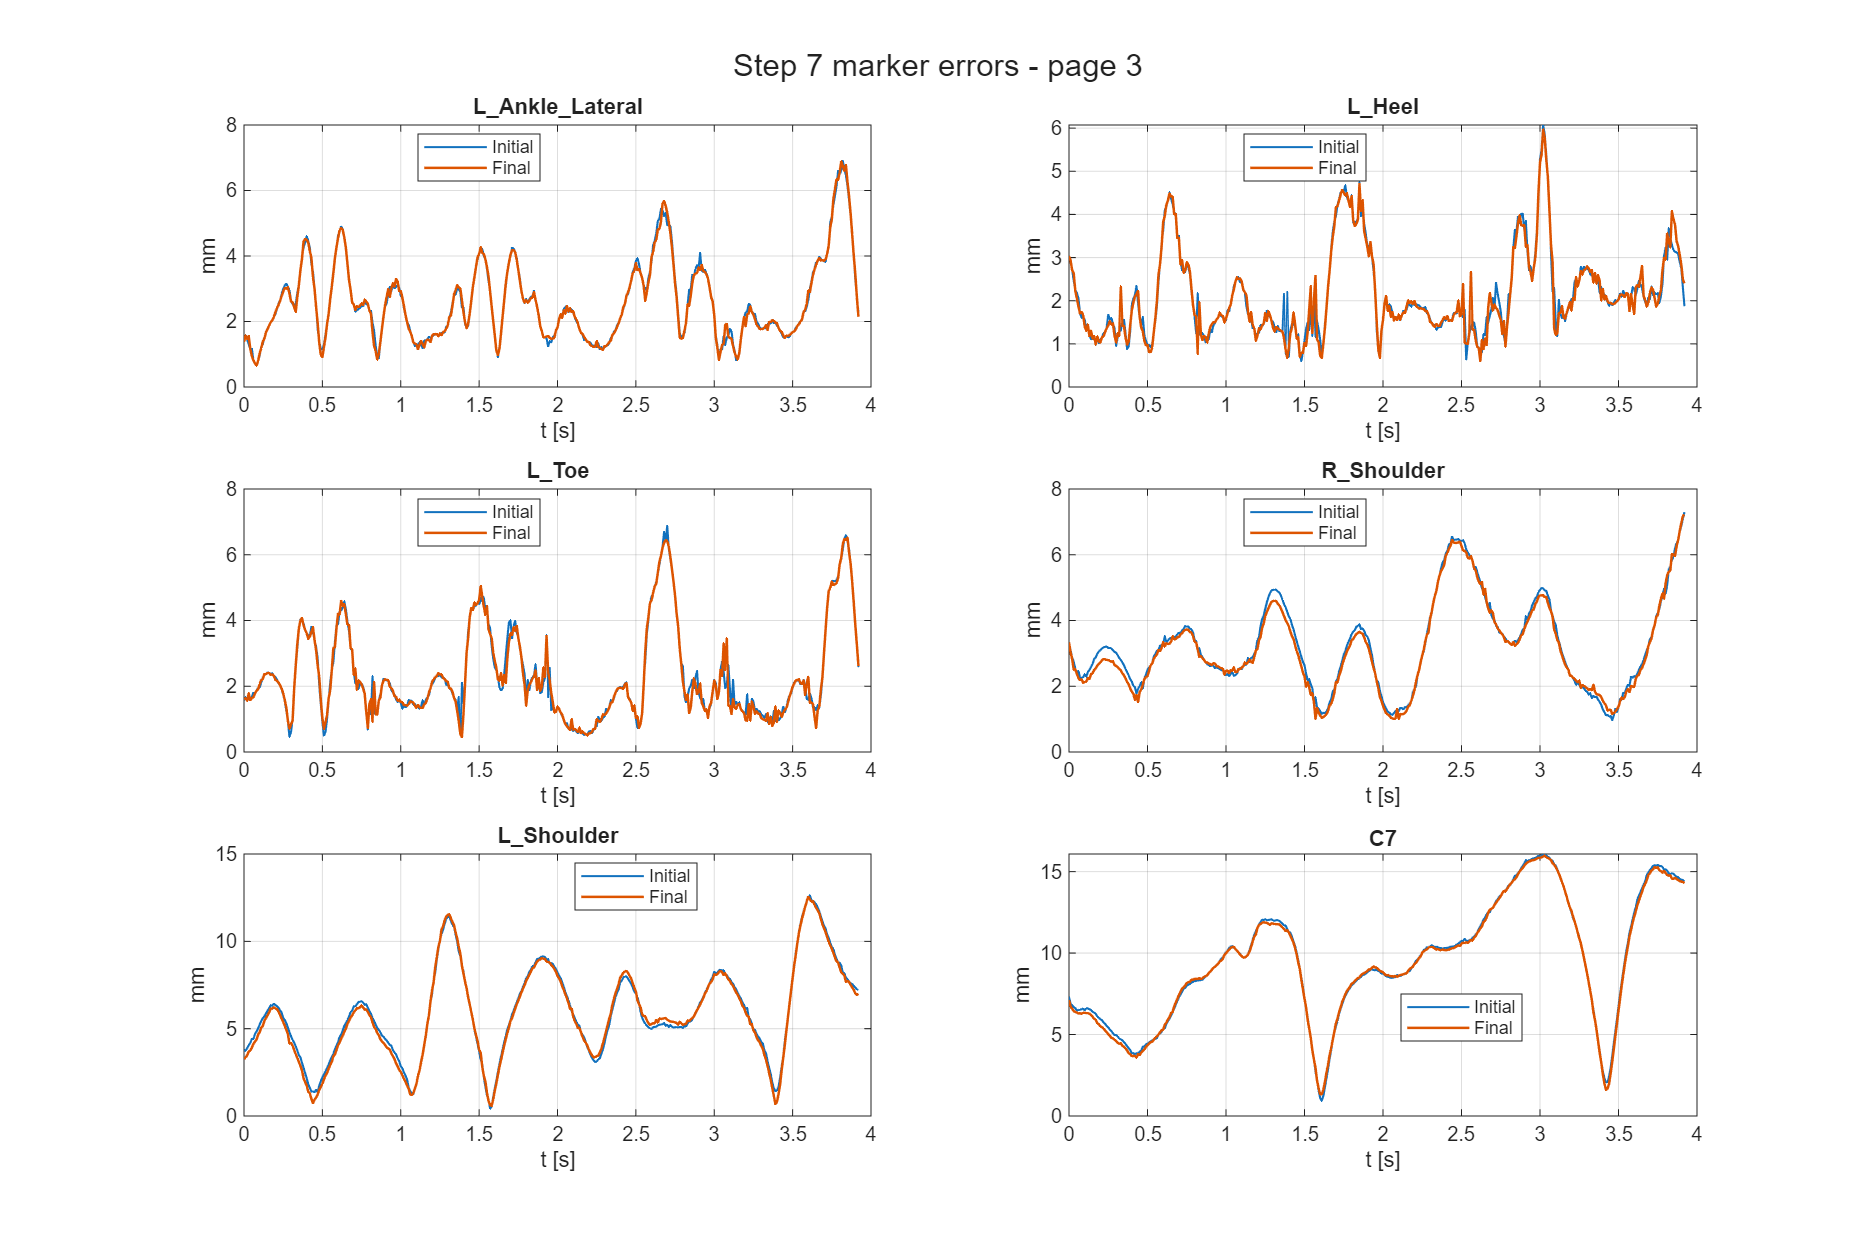 Step 7 marker errors - page 3
L_Ankle_Lateral
8
6
4
2
0
mm
Initial
Final
0 0.5 1 1.5 2 2.5 3 3.5 4
t [s]
L_Heel
6
5
4
3
2
1
0
mm
Initial
Final
0 0.5 1 1.5 2 2.5 3 3.5 4
t [s]
L_Toe
8
6
4
2
0
mm
Initial
Final
0 0.5 1 1.5 2 2.5 3 3.5 4
t [s]
R_Shoulder
8
6
4
2
0
mm
Initial
Final
0 0.5 1 1.5 2 2.5 3 3.5 4
t [s]
L_Shoulder
15
10
5
0
mm
Initial
Final
0 0.5 1 1.5 2 2.5 3 3.5 4
t [s]
C7
15
10
5
0
mm
Initial
Final
0 0.5 1 1.5 2 2.5 3 3.5 4
t [s]